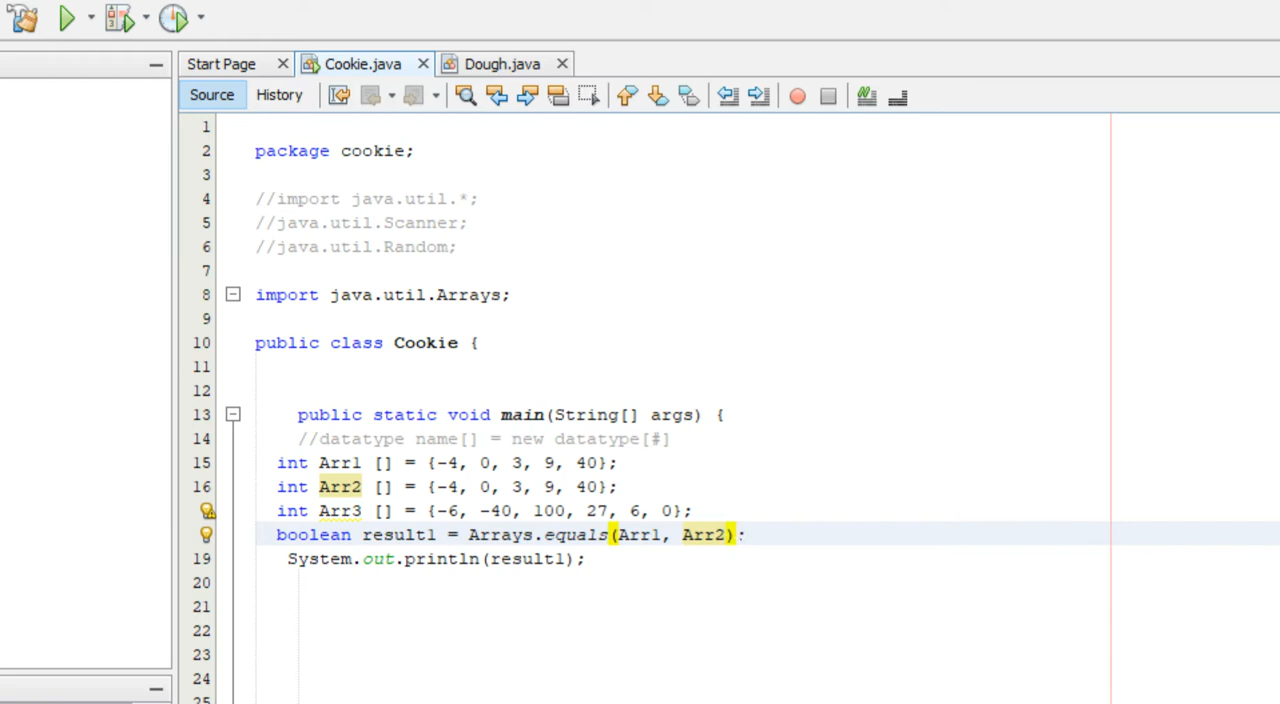 Start Page Cookie.java Dough.java
Source History
1
2 package cookie;
3
4 //import java.util.*;
5 //java.util.Scanner;
6 //java.util.Random;
7
8 import java.util.Arrays;
9
10 public class Cookie {
11
12
13 public static void main(String[] args) {
14 //datatype name[] = new datatype[#]
15 int Arr1 [] = {-4, 0, 3, 9, 40};
16 int Arr2 [] = {-4, 0, 3, 9, 40};
int Arr3 [] = {-6, -40, 100, 27, 6, 0};
boolean result1 = Arrays.equals(Arr1, Arr2);
19 System.out.println(result1);
20
21
22
23
24
25